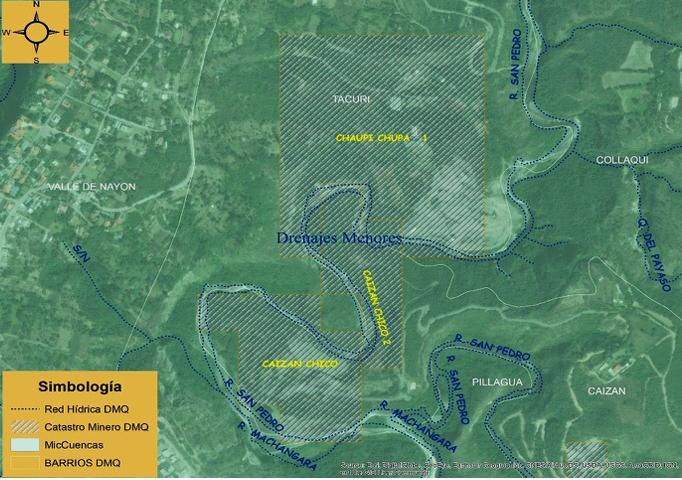 N
W E
S
R. SAN PEDRO
TACURI
CHAUPI CHUPA 1
COLLAQUI
VALLE DE NAYON
Q. DEL PAYASO
Drenajes Menores
S/N
CAIZAN CHICO 2
CAIZAN CHICO
R. SAN PEDRO
R. SAN PEDRO
PILLAGUA
CAIZAN
R. SAN PEDRO
R. MACHANGARA
R. MACHANGARA
Simbología
Red Hídrica DMQ
Catastro Minero DMQ
MicCuencas
BARRIOS DMQ